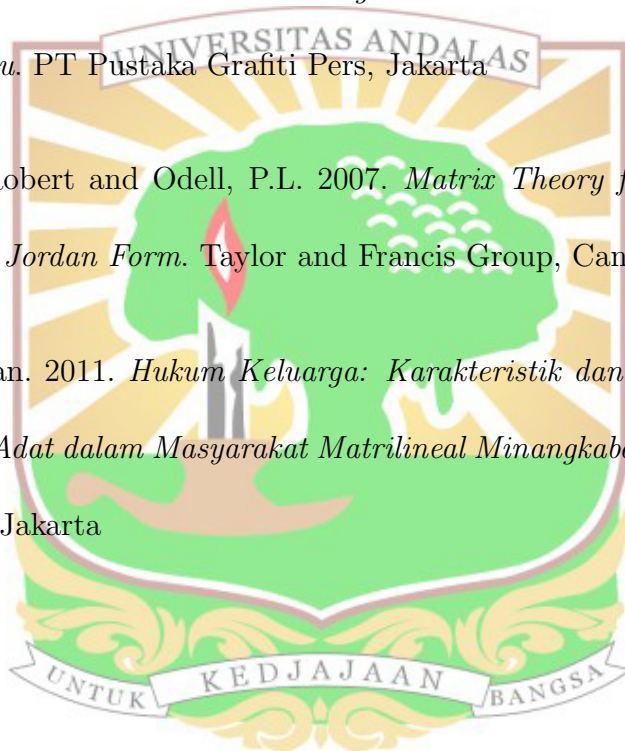 UNIVERSITAS ANDALAS
u. PT Pustaka Grafiti Pers, Jakarta
obert and Odell, P.L. 2007. Matrix Theory f
Jordan Form. Taylor and Francis Group, Can
an. 2011. Hukum Keluarga: Karakteristik dan
Adat dalam Masyarakat Matrilineal Minangkab
Jakarta
UNTUK KEDJAJAAN BANGSA